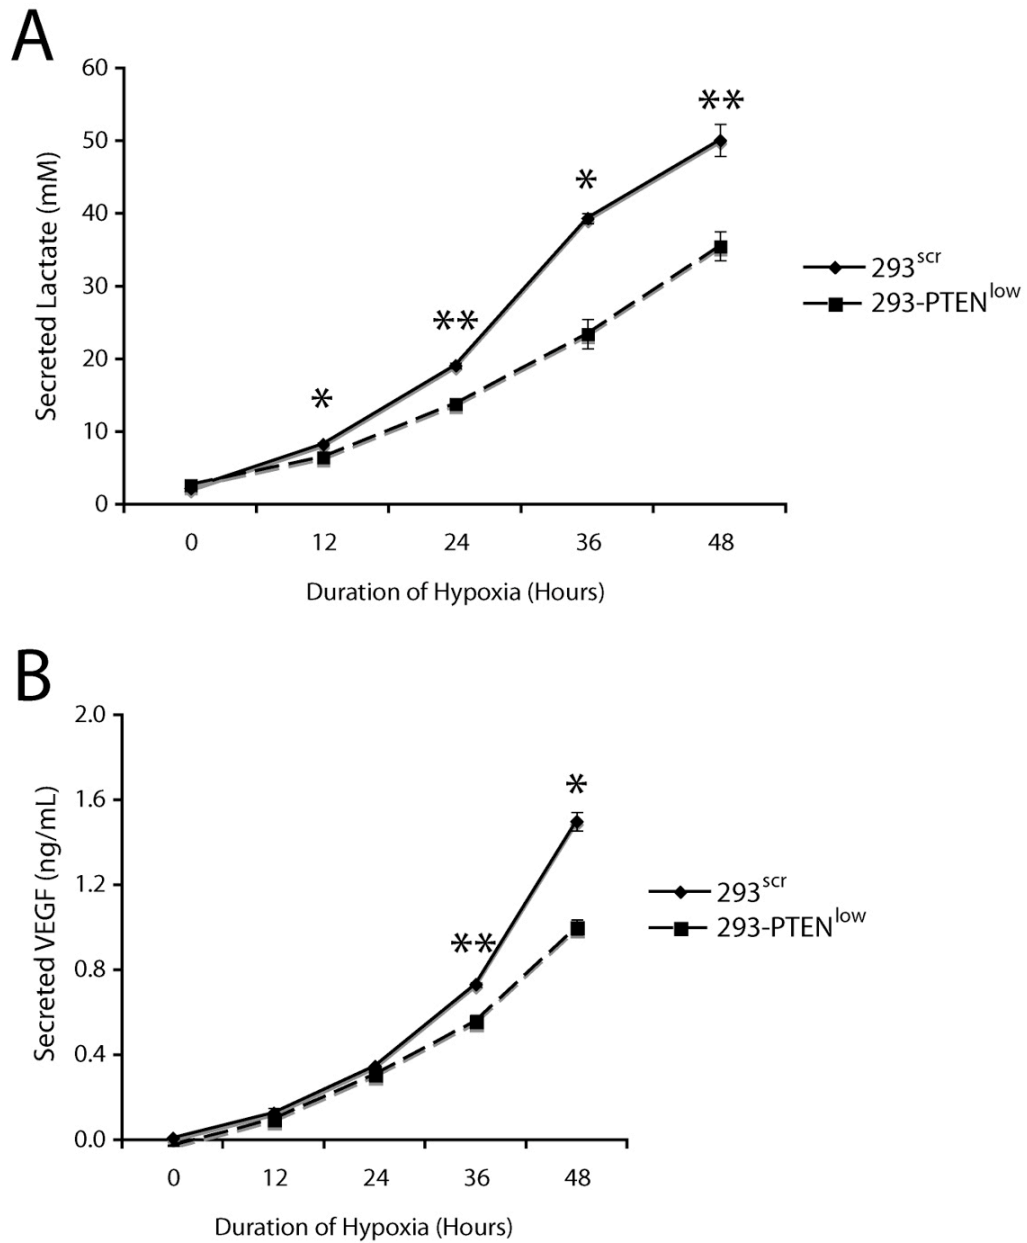 A
60
**
50
*
40
Secreted Lactate (mM)
30
293scr
293-PTENlow
**
20
*
10
0
0 12 24 36 48
Duration of Hypoxia (Hours)
B
2.0
*
1.6
Secreted VEGF (ng/mL)
1.2
293scr
293-PTENlow
**
0.8
0.4
0.0
0 12 24 36 48
Duration of Hypoxia (Hours)